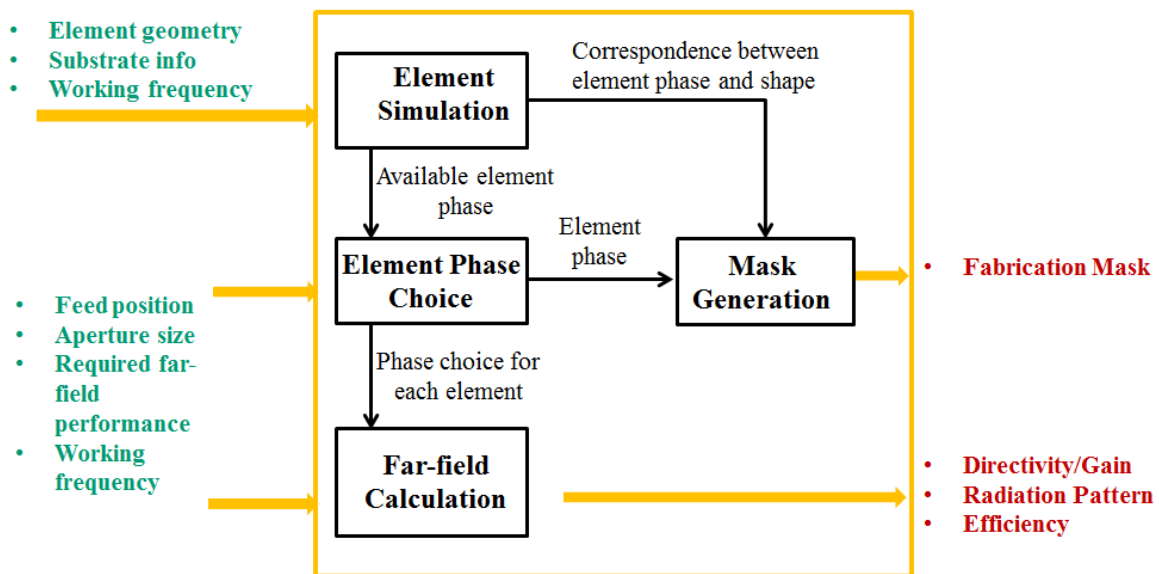 • Element geometry
• Substrate info
• Working frequency
Element
Simulation
Correspondence between
element phase and shape
Available element
phase
Element Phase
Choice
Element
phase
Mask
Generation
• Fabrication Mask
• Feed position
• Aperture size
• Required far-
field
performance
• Working
frequency
Phase choice for
each element
Far-field
Calculation
• Directivity/Gain
• Radiation Pattern
• Efficiency